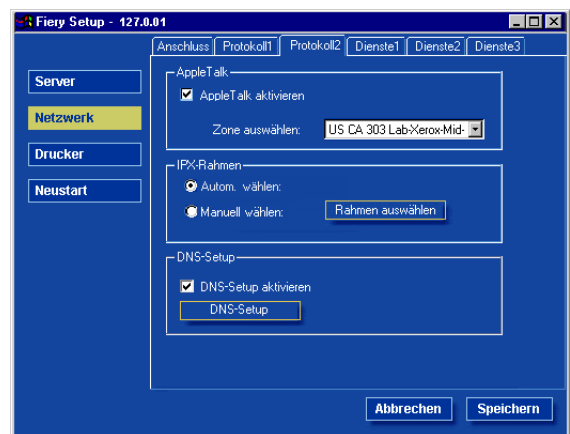 Fiery Setup - 127.0.01
Anschluss Protokoll1 Protokoll2 Dienste1 Dienste2 Dienste3
Server
Netzwerk
Drucker
Neustart
AppleTalk
AppleTalk aktivieren
Zone auswählen: US CA 303 Lab-Xerox-Mid-
IPX-Rahmen
Autom. wählen:
Manuell wählen: Rahmen auswählen
DNS-Setup
DNS-Setup aktivieren
DNS-Setup
Abbrechen Speichern